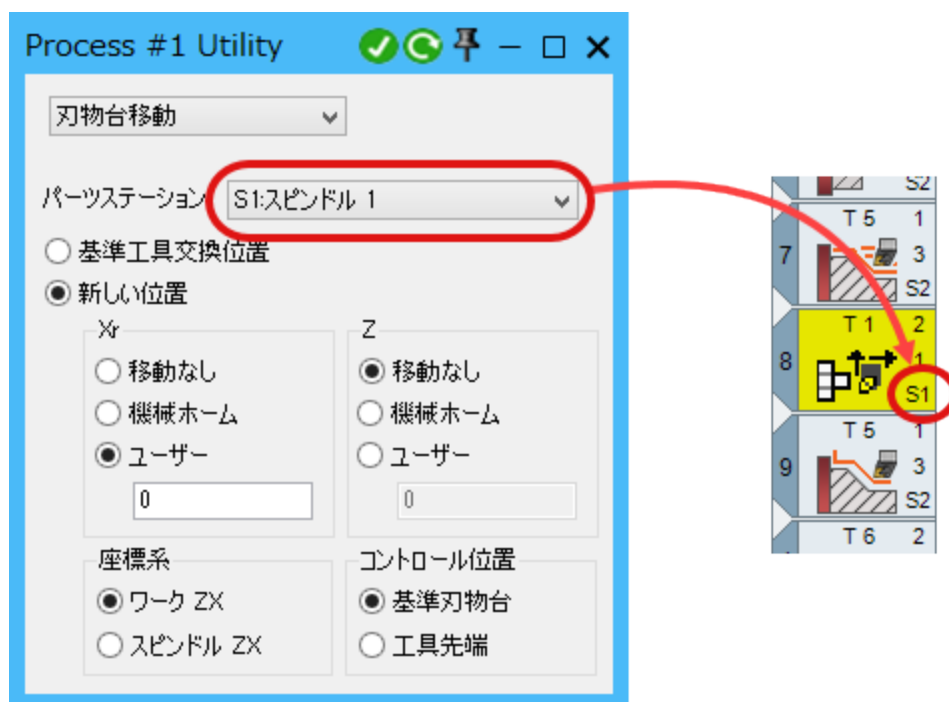 Process #1 Utility
刃物台移動
パーツステーション S1:スピンドル 1
基準工具交換位置
新しい位置
Xr
移動なし
機械ホーム
ユーザー
0
Z
移動なし
機械ホーム
ユーザー
0
座標系
ワーク ZX
スピンドル ZX
コントロール位置
基準刃物台
工具先端
S2
7
T 5 1
3
S2
8
T 1 2
1
S1
9
T 5 1
3
S2
T 6 2